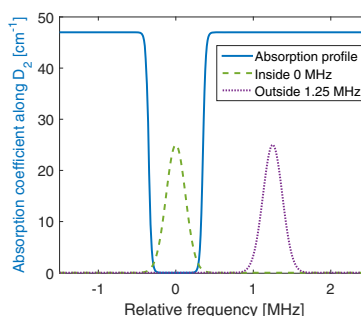 Absorption coefficient along D₂ [cm⁻¹]
50
40
30
20
10
0
Absorption profile
Inside 0 MHz
Outside 1.25 MHz
-1
0
1
2
Relative frequency [MHz]